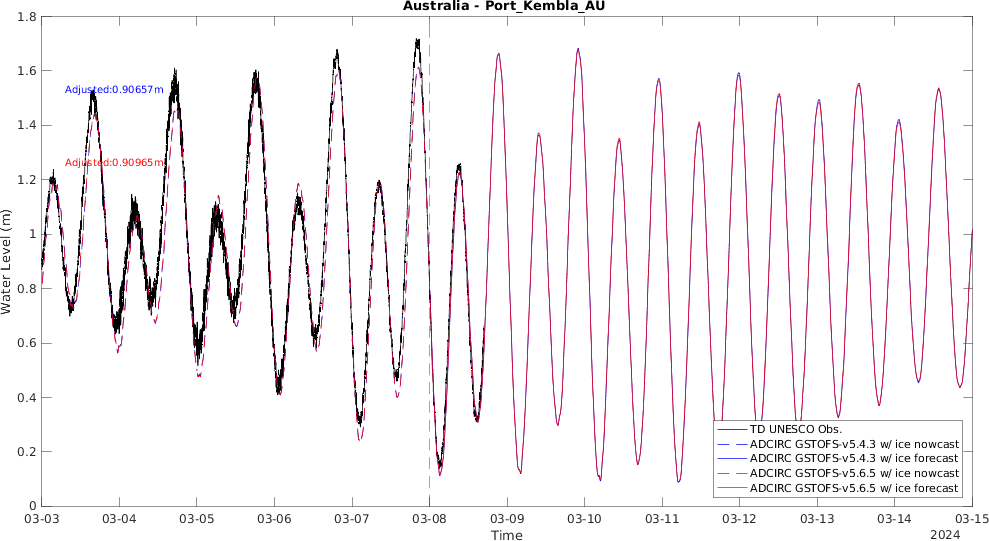 Australia - Port_Kembla_AU
1.8
1.6
1.4
1.2
1
0.8
0.6
0.4
0.2
0
Water Level (m)
Adjusted:0.90657m
Adjusted:0.90965m
TD UNESCO Obs.
ADCIRC GSTOFS-v5.4.3 w/ ice nowcast
ADCIRC GSTOFS-v5.4.3 w/ ice forecast
ADCIRC GSTOFS-v5.6.5 w/ ice nowcast
ADCIRC GSTOFS-v5.6.5 w/ ice forecast
03-03 03-04 03-05 03-06 03-07 03-08 03-09 03-10 03-11 03-12 03-13 03-14 03-15
Time
2024